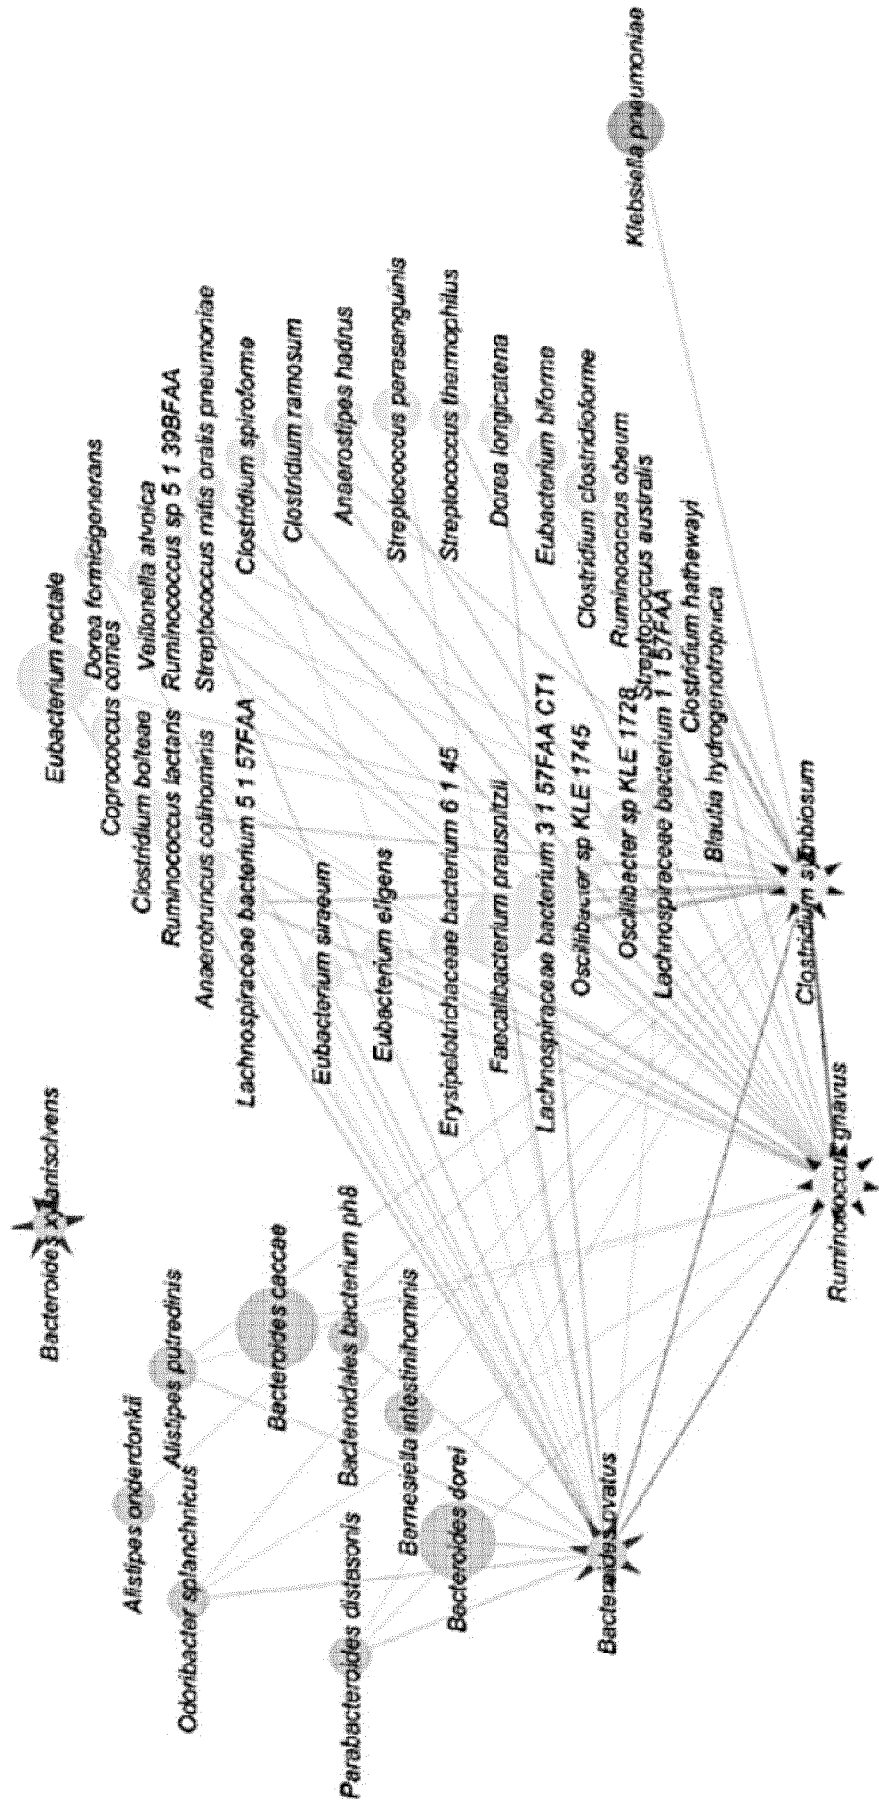 Bacteroides xylanisolvens
Eubacterium rectale
Dorea formicigenerans
Coprococcus comes
Veillonella atypica
Clostridium bolteae
Ruminococcus sp 5 1 39BFAA
Ruminococcus lactaris
Streptococcus mitis oralis pneumoniae
Anaerotruncus colihominis
Clostridium spiroforme
Lachnospiraceae bacterium 5 1 57FAA
Clostridium ramosum
Eubacterium siraeum
Anaerostipes hadrus
Eubacterium eligens
Streptococcus parasanguinis
Erysipelotrichaceae bacterium 6 1 45
Streptococcus thermophilus
Faecalibacterium prausnitzii
Dorea longicatena
Lachnospiraceae bacterium 3 1 57FAA CT1
Eubacterium biforme
Oscillibacter sp KLE 1745
Clostridium clostridioforme
Ruminococcus obeum
Oscillibacter sp KLE 1728
Streptococcus australis
Lachnospiraceae bacterium 1 1 57FAA
Clostridium hathewayi
Blautia hydrogenotrophica
Klebsiella pneumoniae
Clostridium symbiosum
Ruminococcus gnavus
Alistipes onderdonkii
Alistipes putredinis
Odoribacter splanchnicus
Bacteroides caccae
Bacteroidales bacterium ph8
Parabacteroides distasonis
Barnesiella intestinihominis
Bacteroides dorei
Bacteroides ovatus